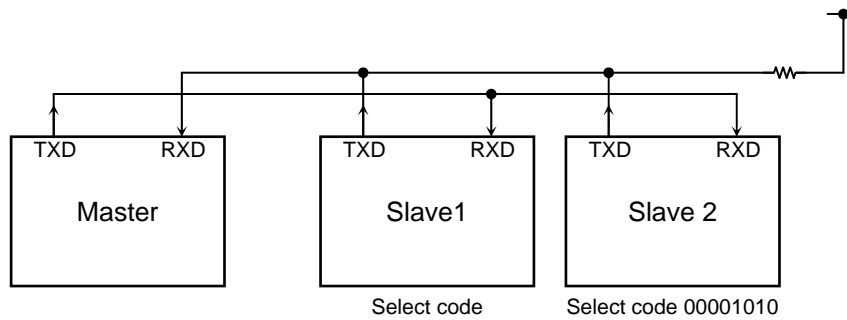 TXD RXD TXD RXD TXD RXD
Master Slave1 Slave 2
Select code Select code 00001010